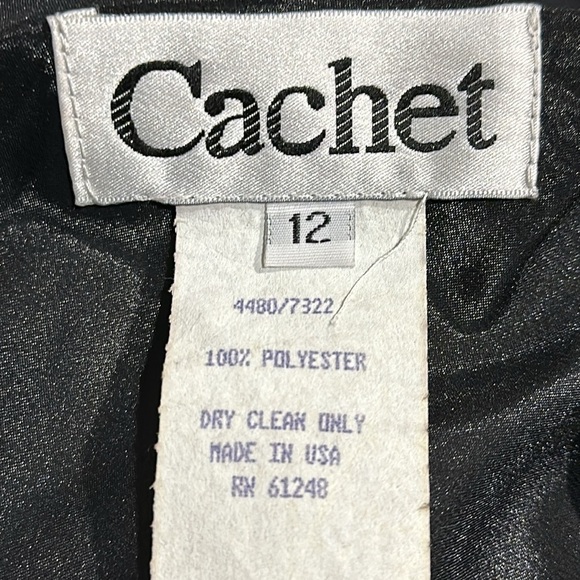 Cachet
12
4480/7322
100% POLYESTER
DRY CLEAN ONLY
MADE IN USA
RN 61248